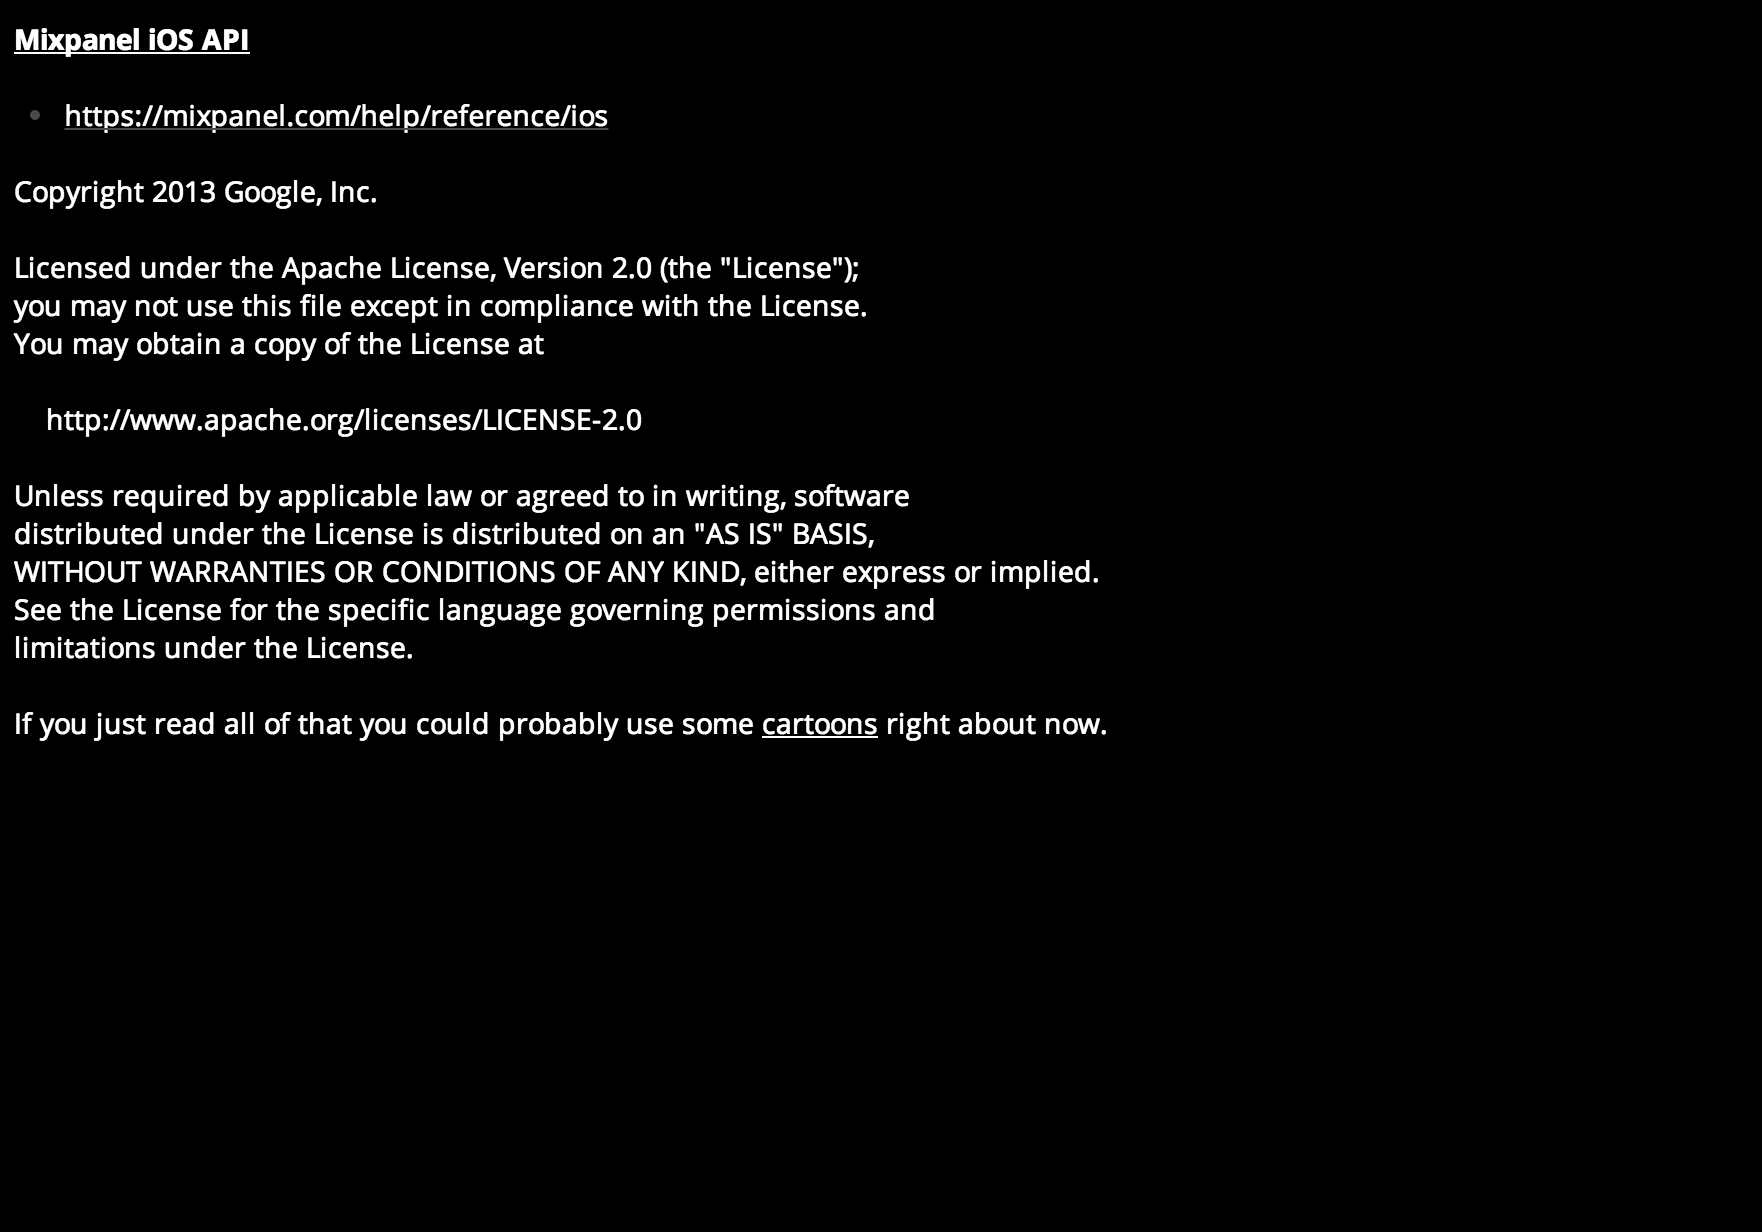 Mixpanel iOS API
• https://mixpanel.com/help/reference/ios
Copyright 2013 Google, Inc.
Licensed under the Apache License, Version 2.0 (the "License");
you may not use this file except in compliance with the License.
You may obtain a copy of the License at
http://www.apache.org/licenses/LICENSE-2.0
Unless required by applicable law or agreed to in writing, software
distributed under the License is distributed on an "AS IS" BASIS,
WITHOUT WARRANTIES OR CONDITIONS OF ANY KIND, either express or implied.
See the License for the specific language governing permissions and
limitations under the License.
If you just read all of that you could probably use some cartoons right about now.